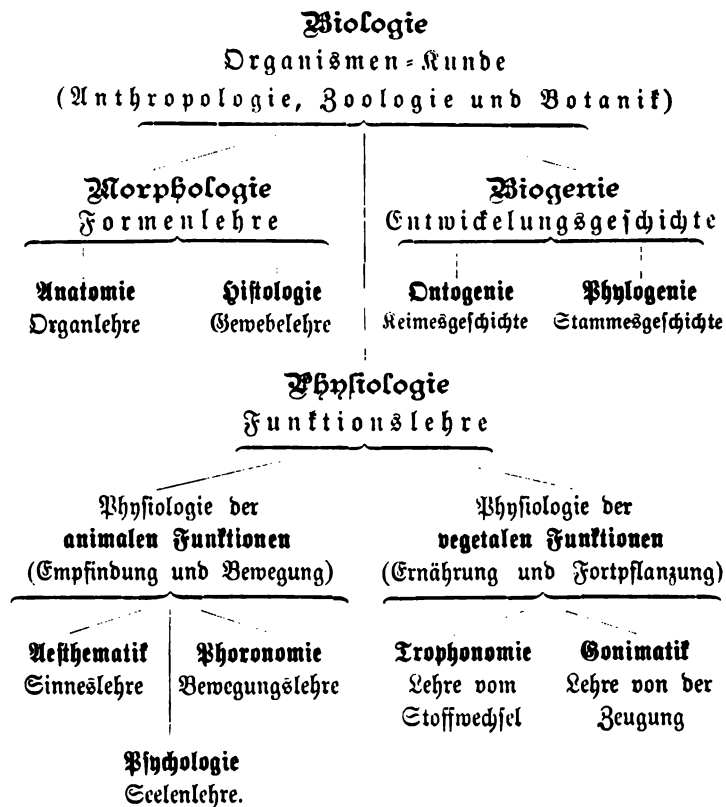 Biologie
Organismen-Kunde
(Anthropologie, Zoologie und Botanik)
Morphologie
Formenlehre
Biogenie
Entwickelungsgeschichte
Anatomie
Organlehre
Histologie
Gewebelehre
Ontogenie
Keimesgeschichte
Phylogenie
Stammesgeschichte
Physiologie
Funktionslehre
Physiologie der
animalen Funktionen
(Empfindung und Bewegung)
Physiologie der
vegetalen Funktionen
(Ernährung und Fortpflanzung)
Aesthematik
Sinneslehre
Phoronomie
Bewegungslehre
Psychologie
Seelenlehre.
Trophonomie
Lehre vom
Stoffwechsel
Gonimatik
Lehre von der
Zeugung